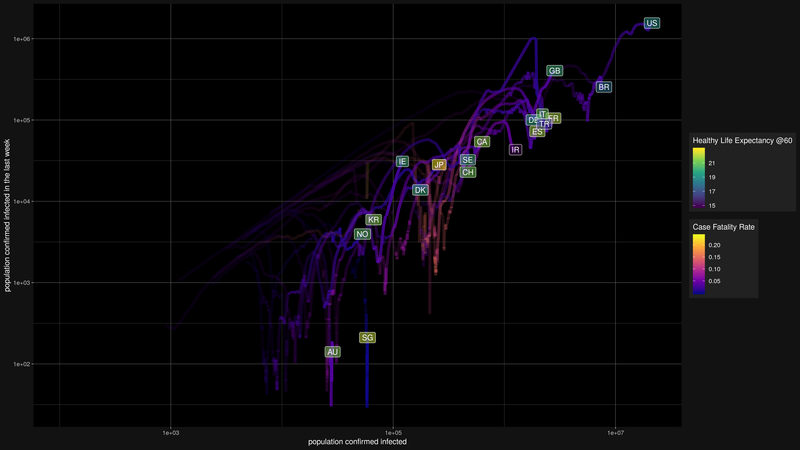 US
1e+06
GB
BR
Healthy Life Expectancy @60
21
19
17
15
IT
FR
1e+05
DE
TR
ES
CA
IR
IE
JP
SE
CH
DK
1e+04
KR
NO
Case Fatality Rate
0.20
0.15
0.10
0.05
1e+03
SG
AU
1e+02
1e+03
1e+05
1e+07
population confirmed infected
population confirmed infected in the last week